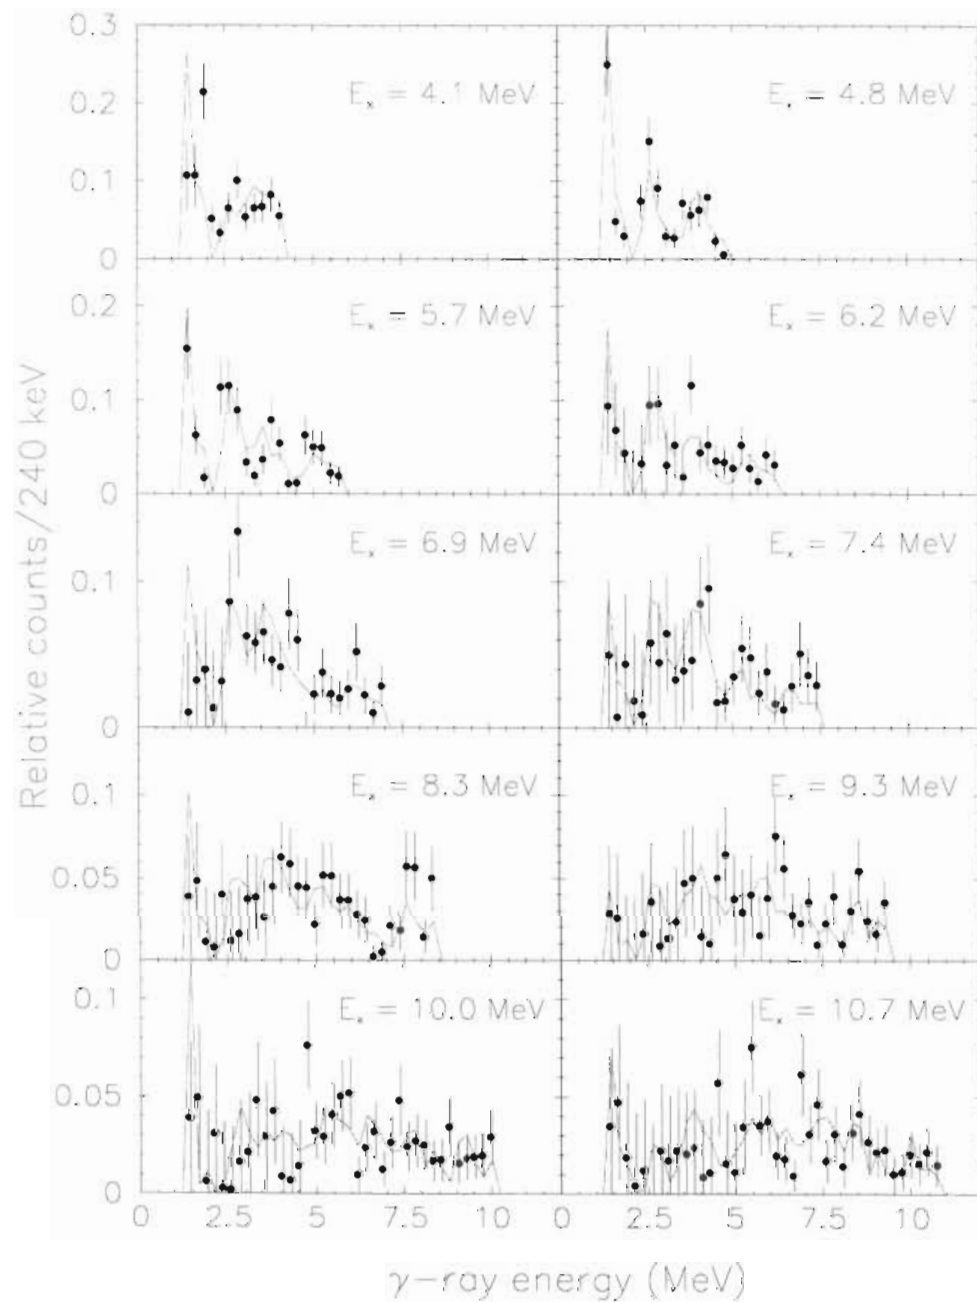 0.3
0.2
0.1
0
Eₓ = 4.1 MeV
Eₓ = 4.8 MeV
0.2
0.1
0
Eₓ = 5.7 MeV
Eₓ = 6.2 MeV
0.1
0
Eₓ = 6.9 MeV
Eₓ = 7.4 MeV
0.1
0.05
0
Eₓ = 8.3 MeV
Eₓ = 9.3 MeV
0.1
0.05
0
Eₓ = 10.0 MeV
Eₓ = 10.7 MeV
0 2.5 5 7.5 10 0 2.5 5 7.5 10
Relative counts/240 keV
γ-ray energy (MeV)